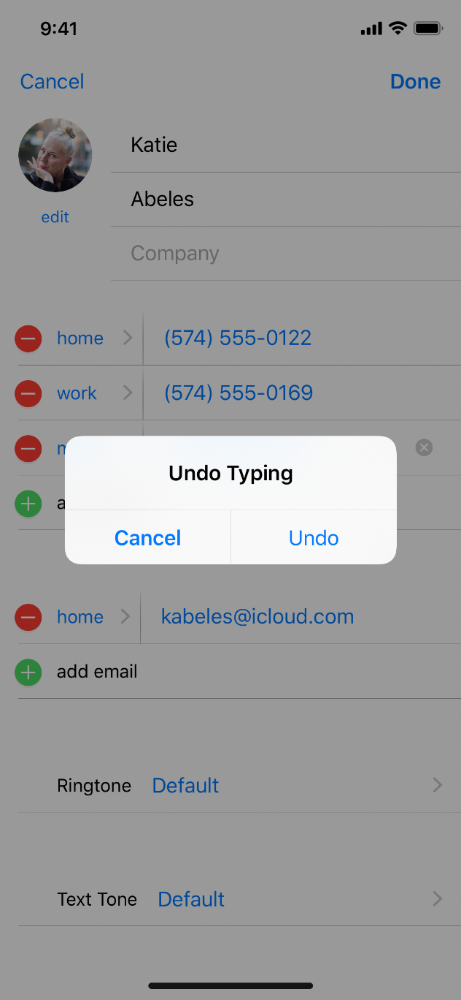 9:41
Cancel Done
Katie
Abeles
edit
Company
home (574) 555-0122
work (574) 555-0169
Undo Typing
Cancel Undo
home kabeles@icloud.com
add email
Ringtone Default
Text Tone Default